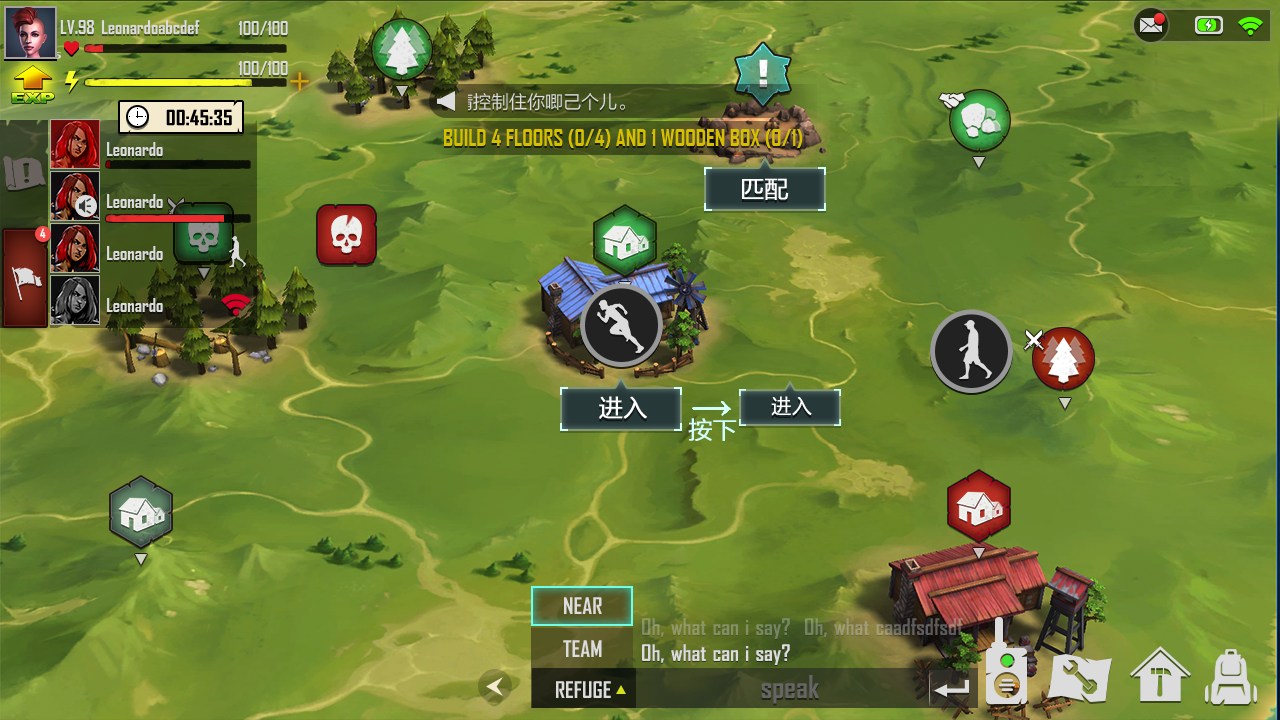 LV.98 Leonardoabcdef 100/100
100/100
EXP
00:45:35
Leonardo
Leonardo
Leonardo
Leonardo
4
控制住你唧己个儿。
BUILD 4 FLOORS (0/4) AND 1 WOODEN BOX (0/1)
匹配
进入
按下
进入
NEAR
TEAM
REFUGE
Oh, what can i say? Oh, what caadfsdfsdf
Oh, what can i say?
speak